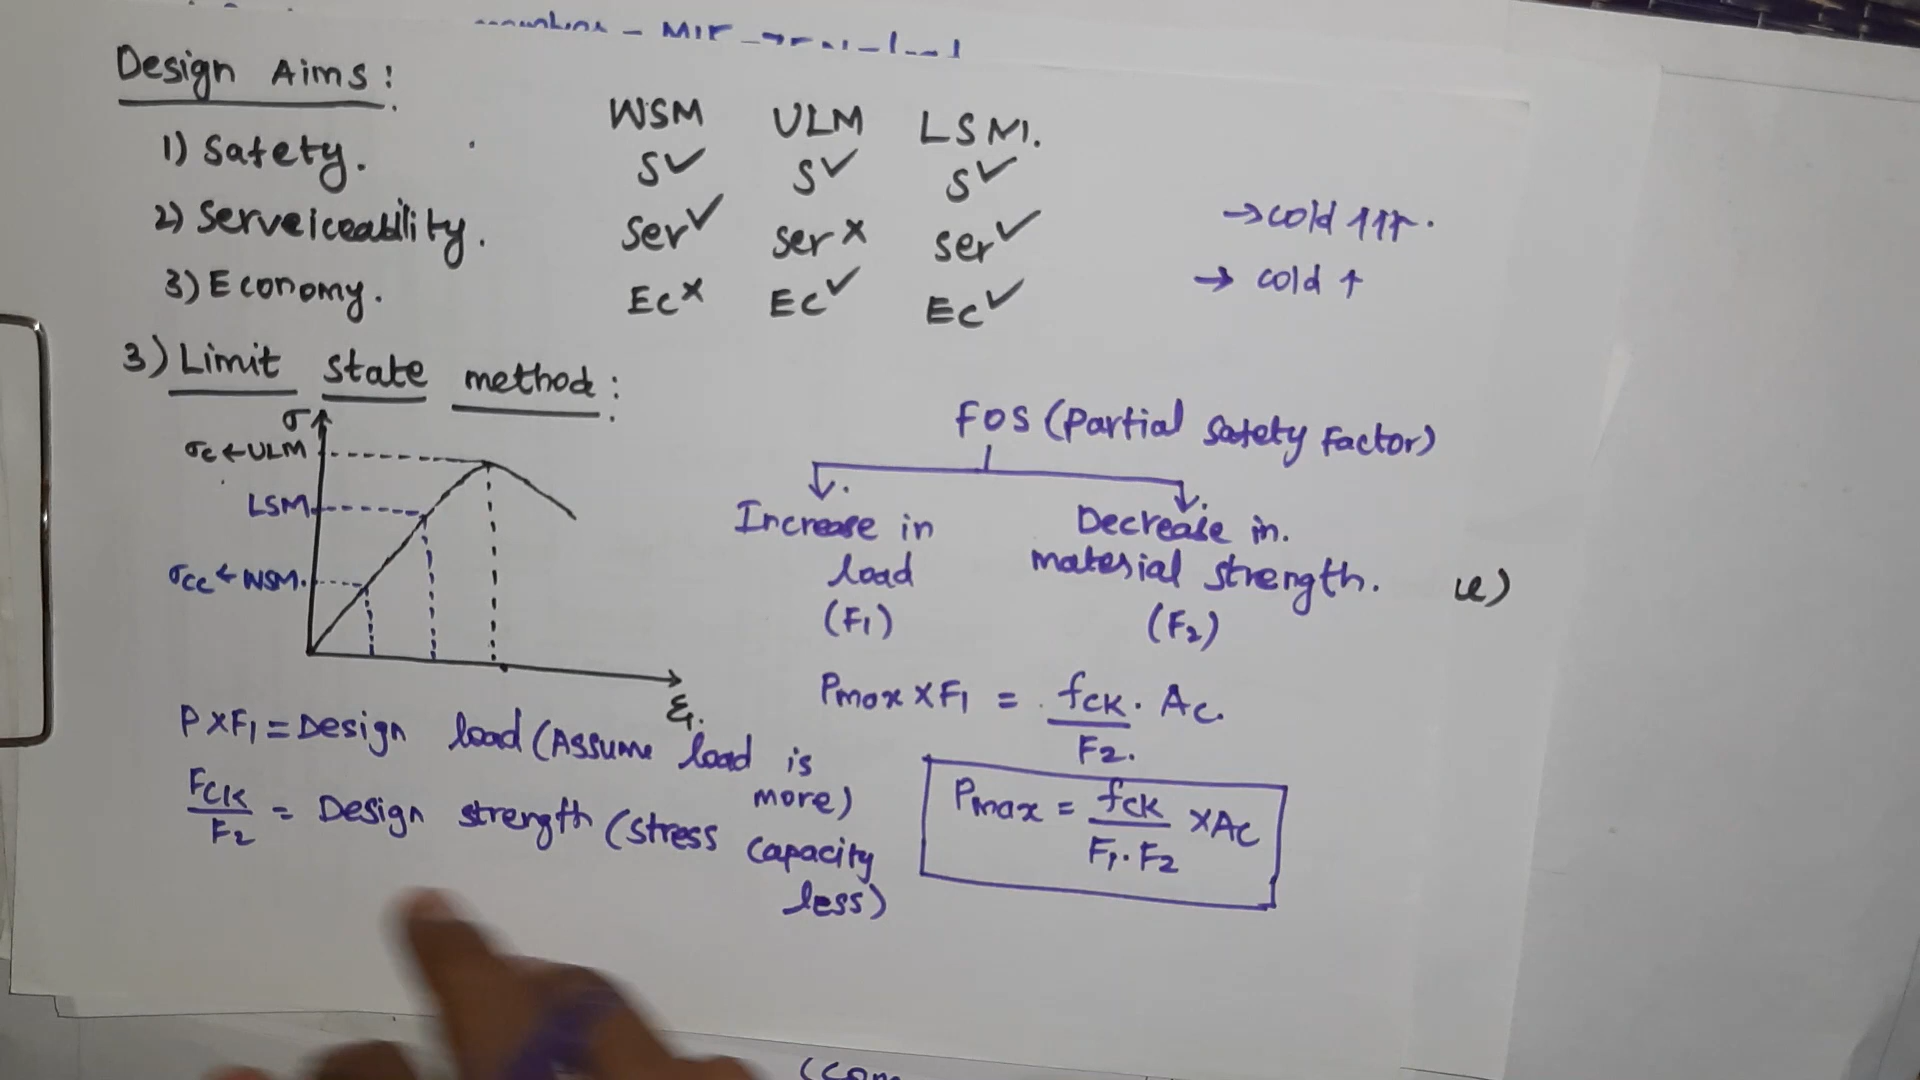 Design Aims:
WSM ULM LSM.
1) Safety. S✓ S✓ S✓
2) Serveiceability. Ser✓ Ser× Ser✓
→cold ↑↑↑.
3) Economy. Ec× Ec✓ Ec✓
→ cold ↑
3) Limit state method:
σ
σc←ULM
LSM
σcc←WSM.
FOS (Partial Safety Factor)
Increase in
load
(F1)
Decrease in.
material strength.
(F2)
Pmax X F1 = fck. Ac.
F2.
P X F1 = Design load (Assume load is
more)
Fck
F2
= Design strength (Stress capacity
less)
Pmax = fck X Ac
F1. F2